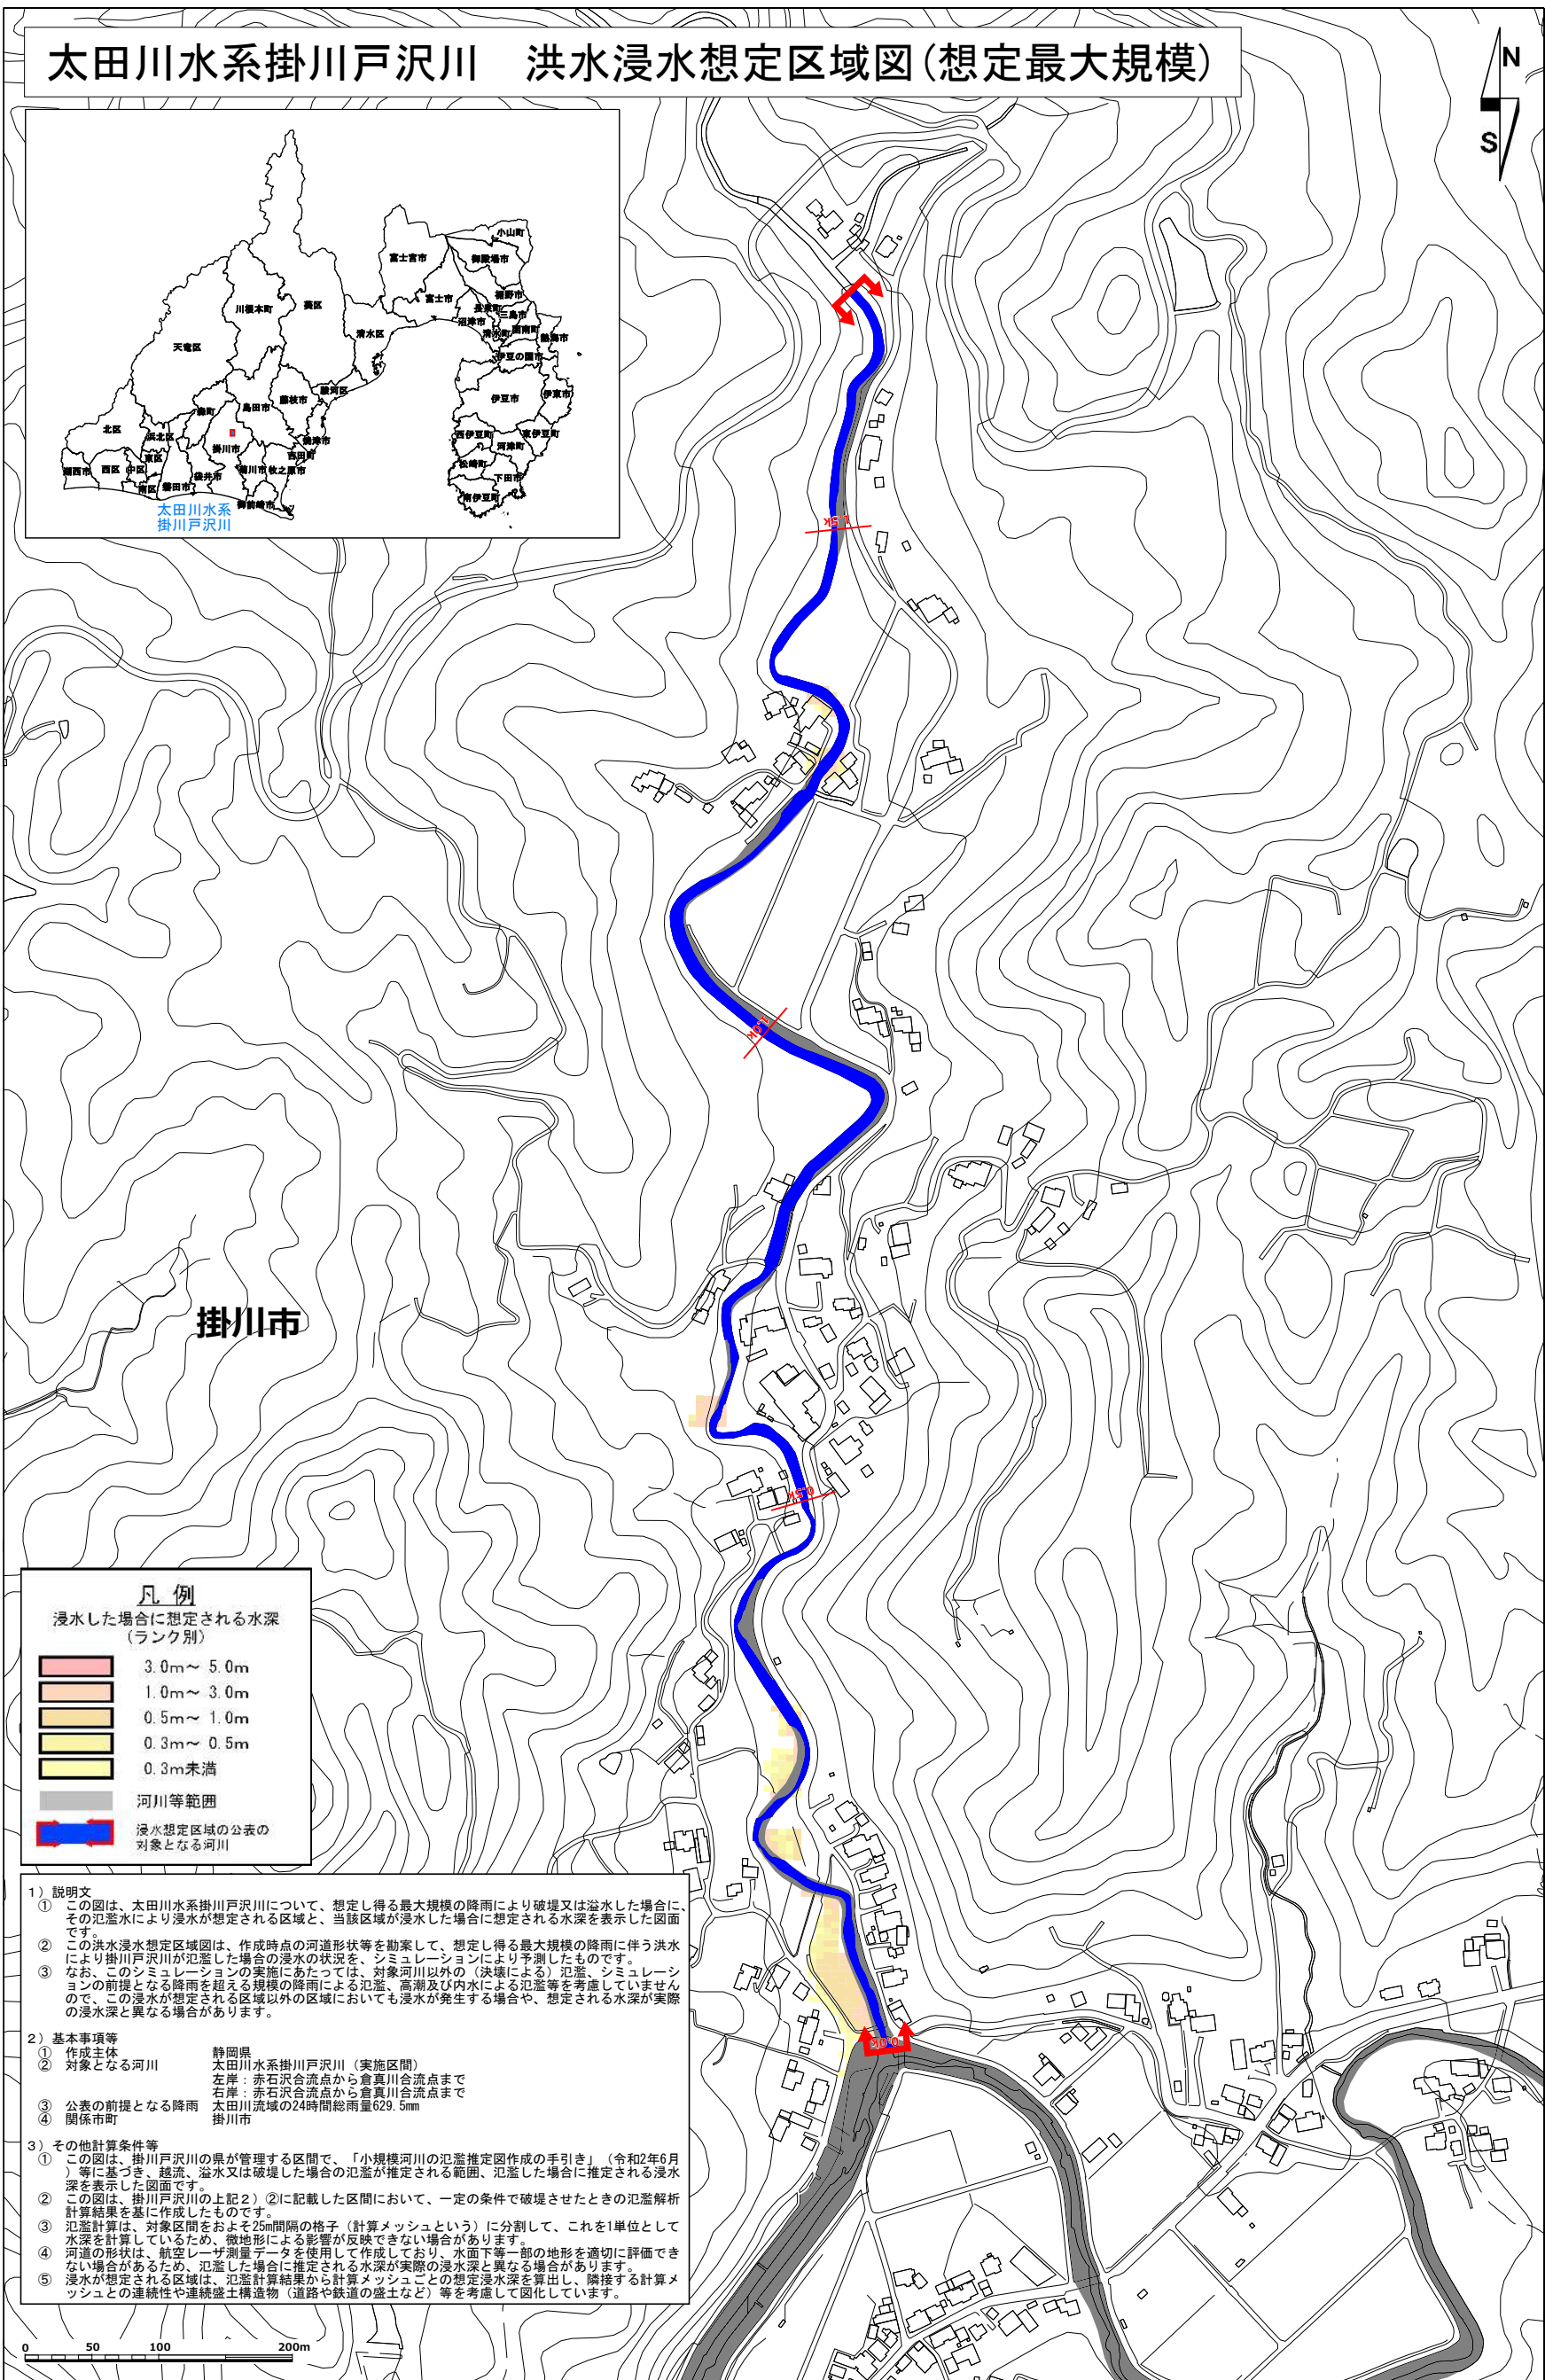 太田川水系掛川戸沢川　洪水浸水想定区域図(想定最大規模)
N
N
S
小山町
富士宮市
御殿場市
富士市
裾野市
長泉町
三島市
沼津市
清水町
函南町
熱海市
伊豆の国市
川根本町
葵区
清水区
天竜区
伊豆市
伊東市
駿河区
藤枝市
島田市
森町
北区
浜北区
焼津市
西伊豆町
東伊豆町
河津町
掛川市
吉田町
東区
松崎町
湖西市
西区
中区
袋井市
菊川市
牧之原市
下田市
南区
磐田市
南伊豆町
御前崎市
太田川水系
掛川戸沢川
1.5k
1.0k
掛川市
0.5k
凡 例
浸水した場合に想定される水深
(ランク別)
3.0m～ 5.0m
1.0m～ 3.0m
0.5m～ 1.0m
0.3m～ 0.5m
0.3m未満
河川等範囲
浸水想定区域の公表の
対象となる河川
0.0k
1）説明文
①　この図は、太田川水系掛川戸沢川について、想定し得る最大規模の降雨により破堤又は溢水した場合に、
その氾濫水により浸水が想定される区域と、当該区域が浸水した場合に想定される水深を表示した図面
です。
②　この洪水浸水想定区域図は、作成時点の河道形状等を勘案して、想定し得る最大規模の降雨に伴う洪水
により掛川戸沢川が氾濫した場合の浸水の状況を、シミュレーションにより予測したものです。
③　なお、このシミュレーションの実施にあたっては、対象河川以外の（決壊による）氾濫、シミュレーシ
ョンの前提となる降雨を超える規模の降雨による氾濫、高潮及び内水による氾濫等を考慮していません
ので、この浸水が想定される区域以外の区域においても浸水が発生する場合や、想定される水深が実際
の浸水深と異なる場合があります。
2）基本事項等
①　作成主体　静岡県
②　対象となる河川　太田川水系掛川戸沢川（実施区間）
左岸：赤石沢合流点から倉真川合流点まで
右岸：赤石沢合流点から倉真川合流点まで
③　公表の前提となる降雨　太田川流域の24時間総雨量629.5mm
④　関係市町　掛川市
3）その他計算条件等
①　この図は、掛川戸沢川の県が管理する区間で、「小規模河川の氾濫推定図作成の手引き」（令和2年6月
）等に基づき、越流、溢水又は破堤した場合の氾濫が推定される範囲、氾濫した場合に推定される浸水
深を表示した図面です。
②　この図は、掛川戸沢川の上記2）②に記載した区間において、一定の条件で破堤させたときの氾濫解析
計算結果を基に作成したものです。
③　氾濫計算は、対象区間をおよそ25m間隔の格子（計算メッシュという）に分割して、これを1単位として
水深を計算しているため、微地形による影響が反映できない場合があります。
④　河道の形状は、航空レーザ測量データを使用して作成しており、水面下等一部の地形を適切に評価でき
ない場合があるため、氾濫した場合に推定される水深が実際の浸水深と異なる場合があります。
⑤　浸水が想定される区域は、氾濫計算結果から計算メッシュごとの想定浸水深を算出し、隣接する計算メ
ッシュとの連続性や連続盛土構造物（道路や鉄道の盛土など）等を考慮して図化しています。
0 50 100 200m